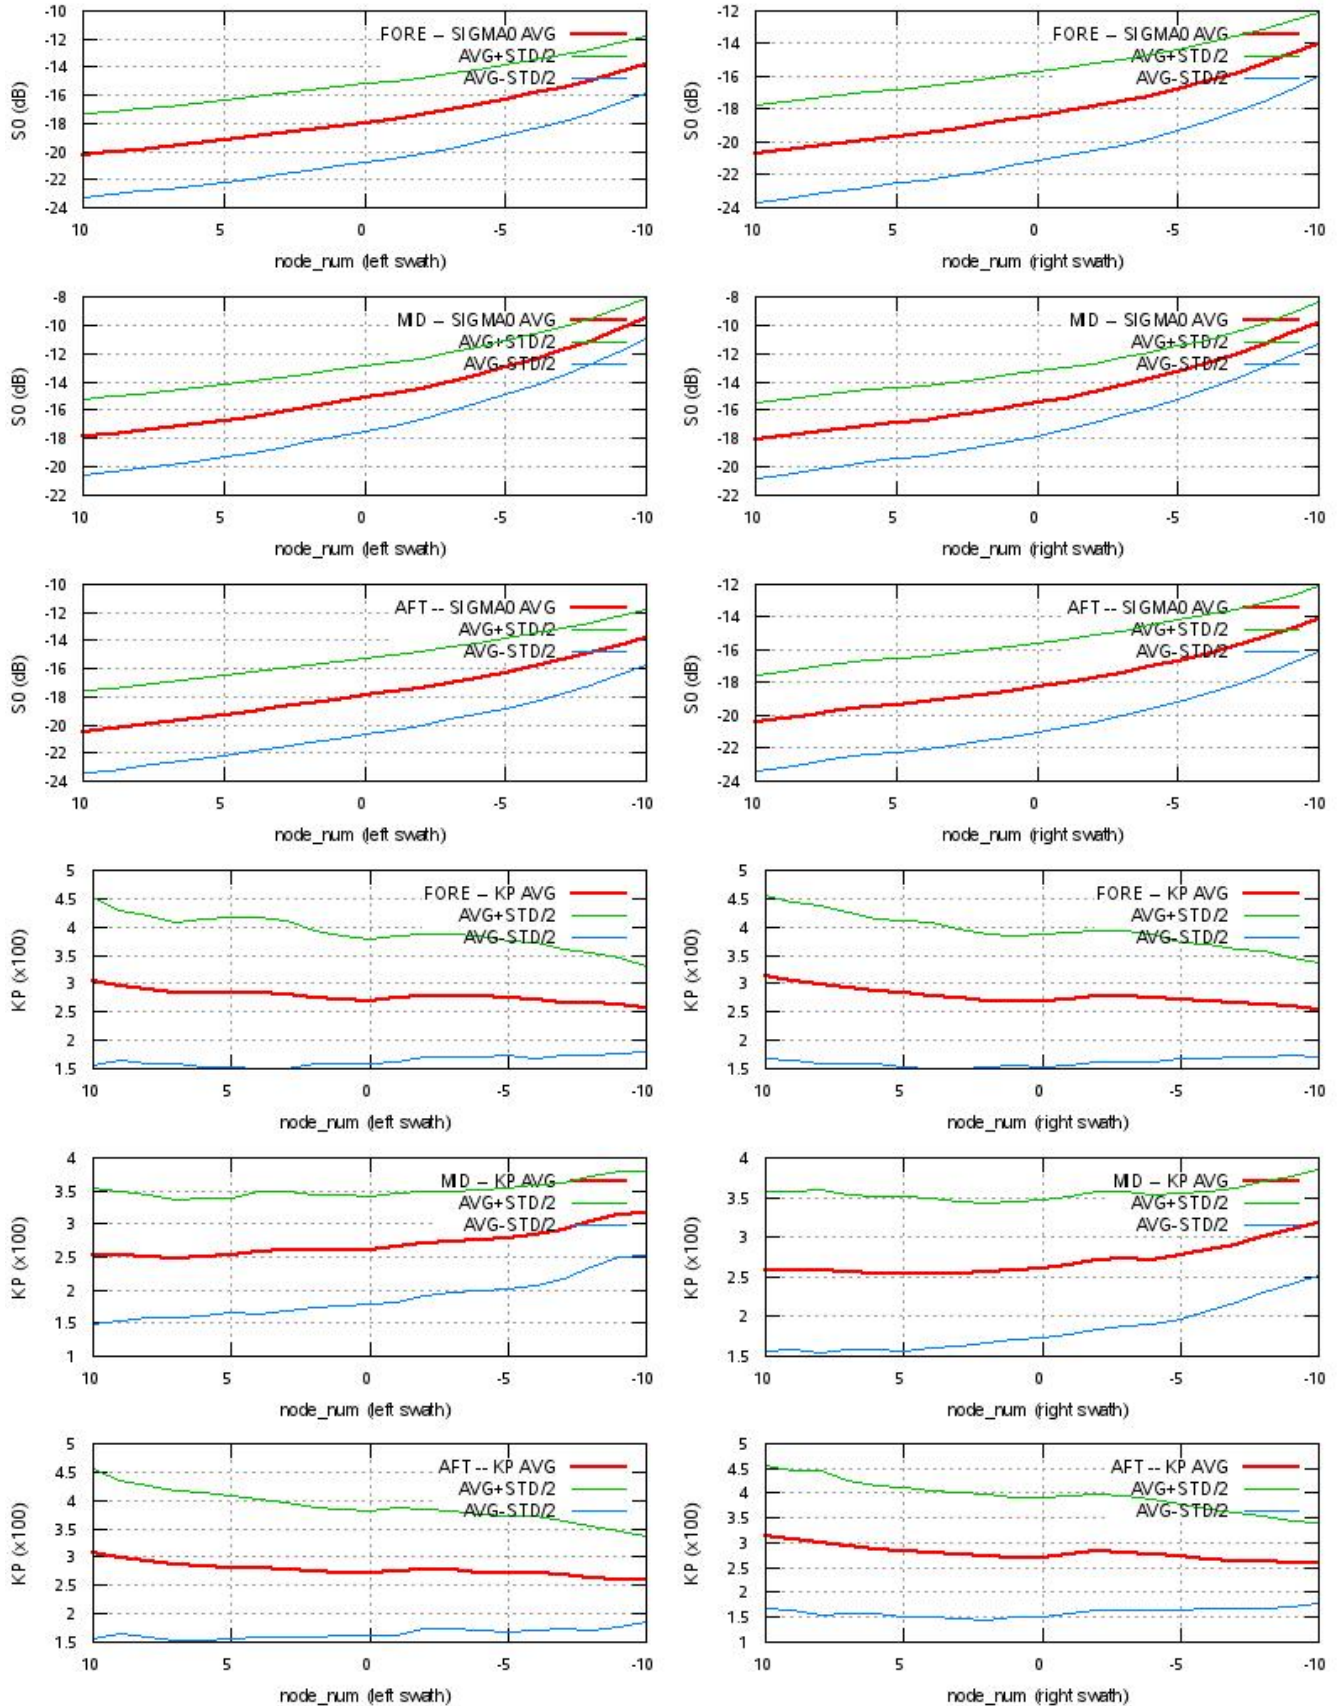 S0 (dB)
-10
-12
-14
-16
-18
-20
-22
-24
FORE -- SIGMA0 AVG
AVG+STD/2
AVG-STD/2
10 5 0 -5 -10
node_num (left swath)
S0 (dB)
-12
-14
-16
-18
-20
-22
-24
FORE -- SIGMA0 AVG
AVG+STD/2
AVG-STD/2
10 5 0 -5 -10
node_num (right swath)
S0 (dB)
-8
-10
-12
-14
-16
-18
-20
-22
MID -- SIGMA0 AVG
AVG+STD/2
AVG-STD/2
10 5 0 -5 -10
node_num (left swath)
S0 (dB)
-8
-10
-12
-14
-16
-18
-20
-22
MID -- SIGMA0 AVG
AVG+STD/2
AVG-STD/2
10 5 0 -5 -10
node_num (right swath)
S0 (dB)
-10
-12
-14
-16
-18
-20
-22
-24
AFT -- SIGMA0 AVG
AVG+STD/2
AVG-STD/2
10 5 0 -5 -10
node_num (left swath)
S0 (dB)
-12
-14
-16
-18
-20
-22
-24
AFT -- SIGMA0 AVG
AVG+STD/2
AVG-STD/2
10 5 0 -5 -10
node_num (right swath)
KP (x100)
5
4.5
4
3.5
3
2.5
2
1.5
FORE -- KP AVG
AVG+STD/2
AVG-STD/2
10 5 0 -5 -10
node_num (left swath)
KP (x100)
5
4.5
4
3.5
3
2.5
2
1.5
FORE -- KP AVG
AVG+STD/2
AVG-STD/2
10 5 0 -5 -10
node_num (right swath)
KP (x100)
4
3.5
3
2.5
2
1.5
1
MID -- KP AVG
AVG+STD/2
AVG-STD/2
10 5 0 -5 -10
node_num (left swath)
KP (x100)
4
3.5
3
2.5
2
1.5
MID -- KP AVG
AVG+STD/2
AVG-STD/2
10 5 0 -5 -10
node_num (right swath)
KP (x100)
5
4.5
4
3.5
3
2.5
2
1.5
AFT -- KP AVG
AVG+STD/2
AVG-STD/2
10 5 0 -5 -10
node_num (left swath)
KP (x100)
5
4.5
4
3.5
3
2.5
2
1.5
1
AFT -- KP AVG
AVG+STD/2
AVG-STD/2
10 5 0 -5 -10
node_num (right swath)